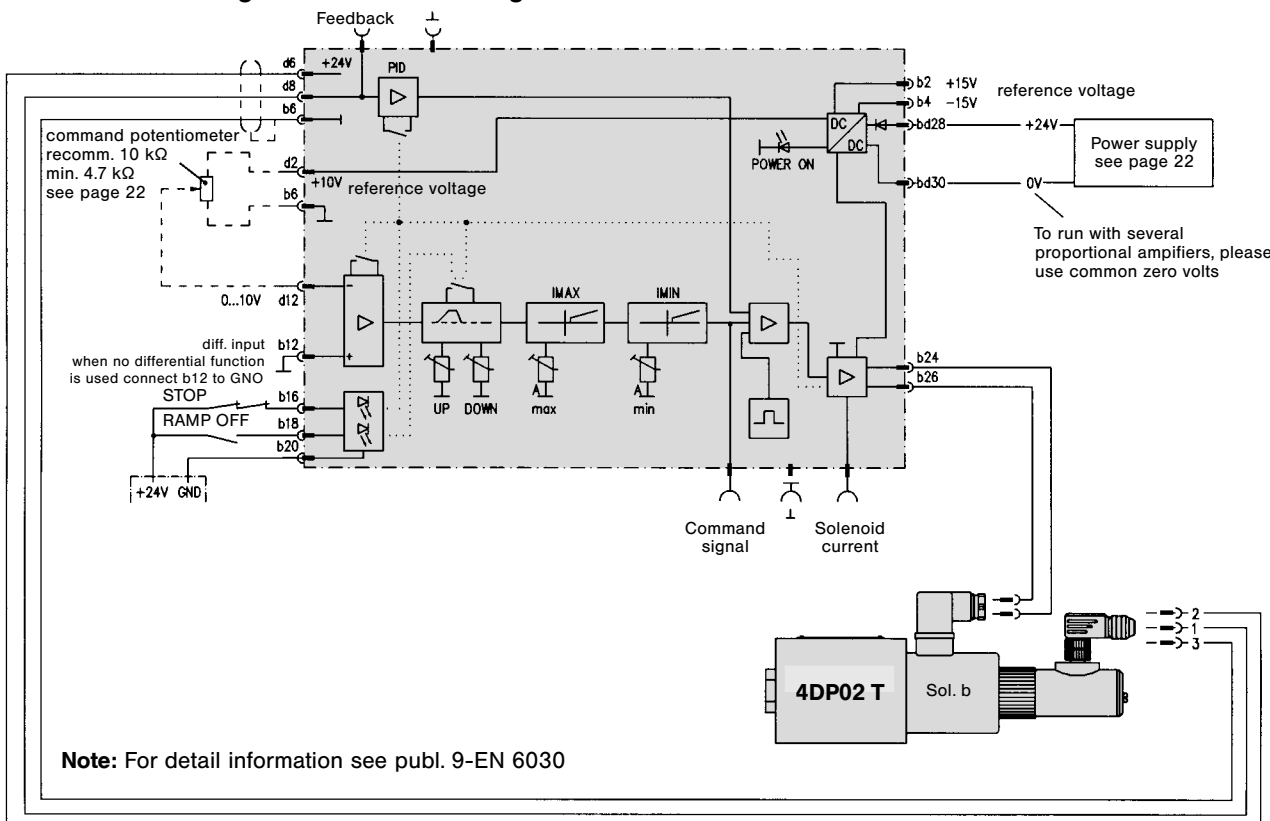 Feedback
d6 +24V
PID
d8
b6
b2 +15V
b4 -15V
reference voltage
command potentiometer
recomm. 10 kΩ
min. 4.7 kΩ
see page 22
DC
DC
bd28 +24V
Power supply
see page 22
POWER ON
d2
+10V reference voltage
bd30 0V
b6
To run with several
proportional ampifiers, please
use common zero volts
0...10V d12
-
IMAX
IMIN
diff. input
when no differential function
is used connect b12 to GNO
b12
+
b24
b26
STOP
b16
RAMP OFF
b18
b20
UP
DOWN
A
max
A
min
+24V GND
Command
signal
Solenoid
current
2
1
3
4DP02 T
Sol. b
Note: For detail information see publ. 9-EN 6030